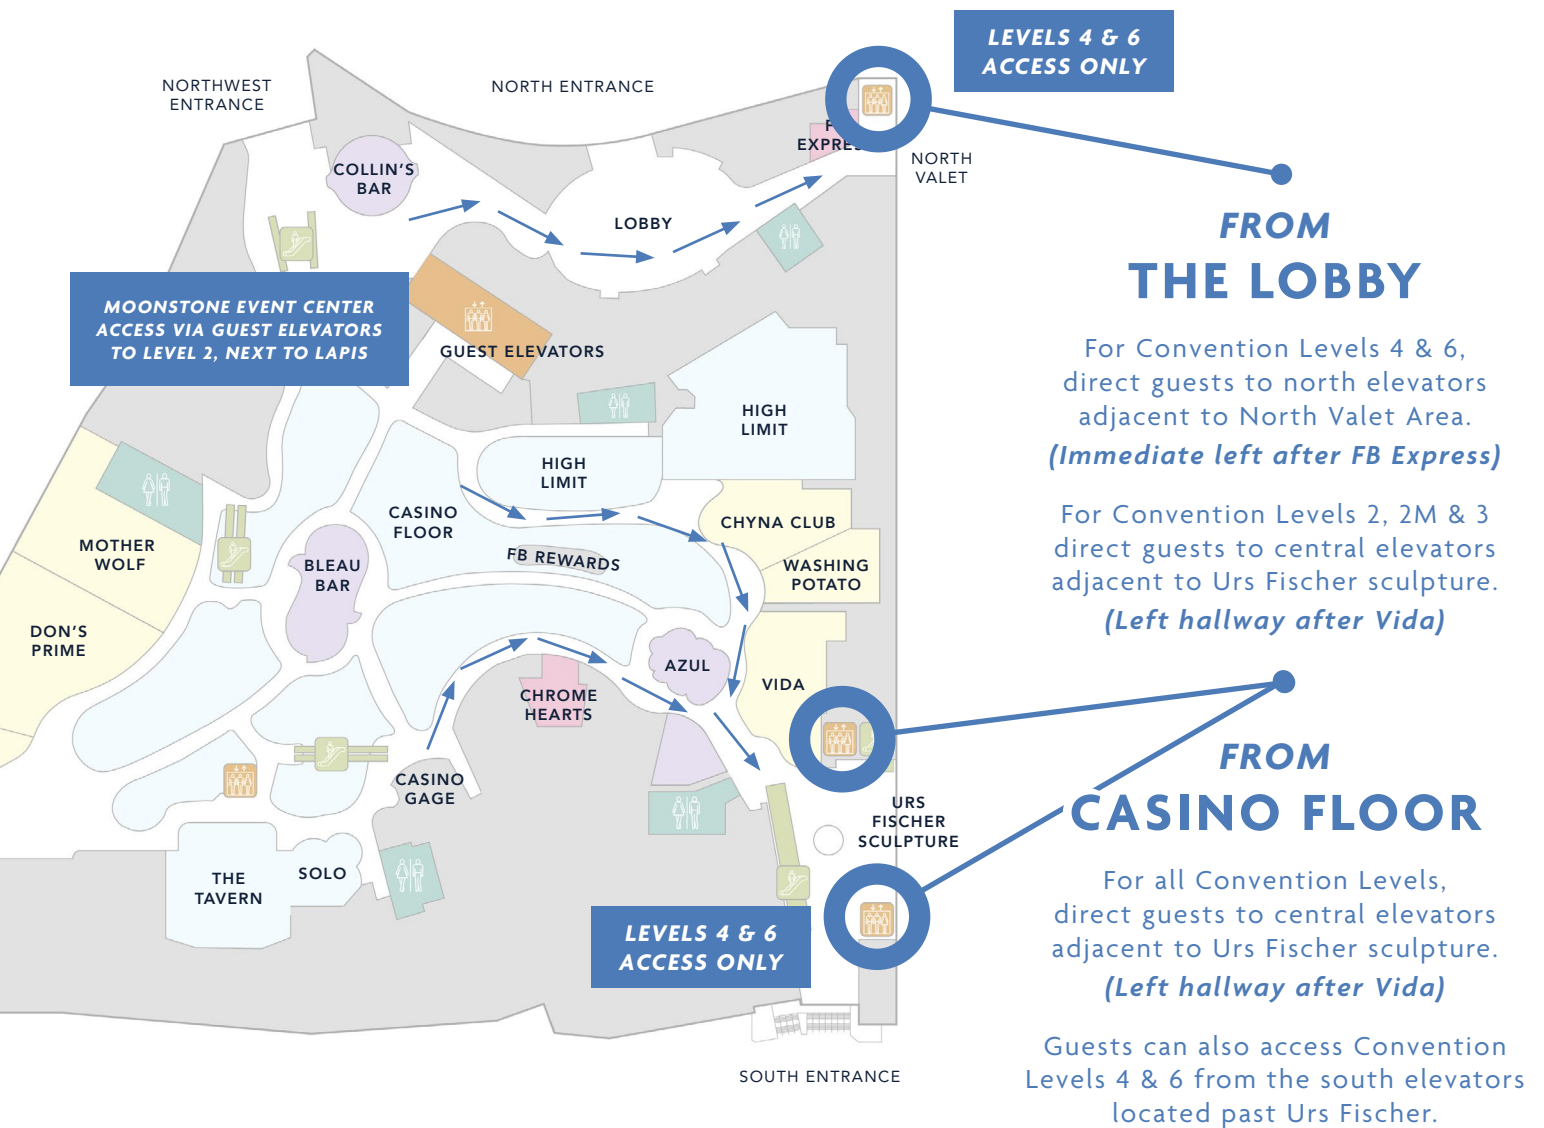 LEVELS 4 & 6
ACCESS ONLY
NORTHWEST
ENTRANCE
NORTH ENTRANCE
COLLIN'S
BAR
LOBBY
EXPRE
NORTH
VALET
MOONSTONE EVENT CENTER
ACCESS VIA GUEST ELEVATORS
TO LEVEL 2, NEXT TO LAPIS
GUEST ELEVATORS
HIGH
LIMIT
HIGH
LIMIT
CASINO
FLOOR
CHYNA CLUB
FB REWARDS
WASHING
POTATO
MOTHER
WOLF
BLEAU
BAR
DON'S
PRIME
AZUL
VIDA
CHROME
HEARTS
CASINO
GAGE
URS
FISCHER
SCULPTURE
THE
TAVERN
SOLO
LEVELS 4 & 6
ACCESS ONLY
SOUTH ENTRANCE
FROM
THE LOBBY
For Convention Levels 4 & 6,
direct guests to north elevators
adjacent to North Valet Area.
(Immediate left after FB Express)
For Convention Levels 2, 2M & 3
direct guests to central elevators
adjacent to Urs Fischer sculpture.
(Left hallway after Vida)
FROM
CASINO FLOOR
For all Convention Levels,
direct guests to central elevators
adjacent to Urs Fischer sculpture.
(Left hallway after Vida)
Guests can also access Convention
Levels 4 & 6 from the south elevators
located past Urs Fischer.